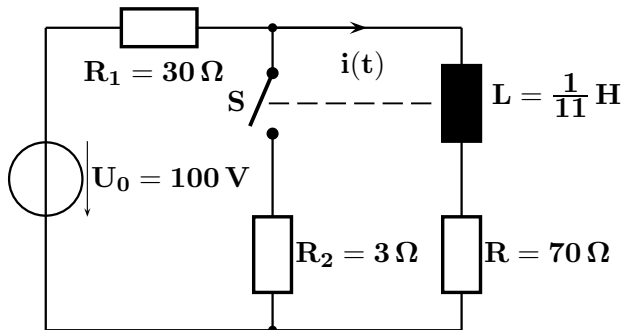 R₁ = 30 Ω
i(t)
S
L = 1/11 H
U₀ = 100 V
R₂ = 3 Ω
R = 70 Ω